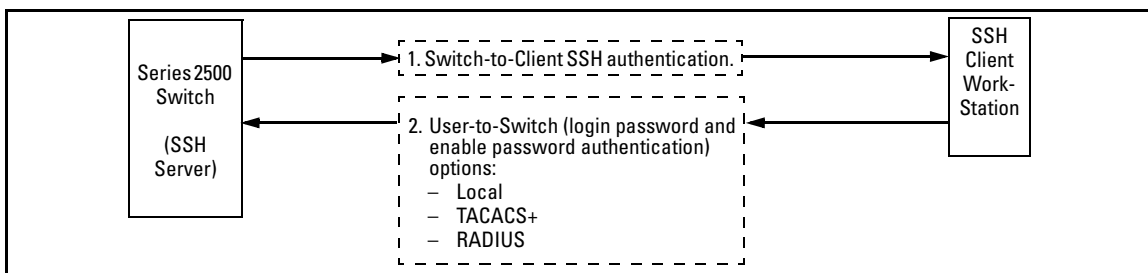 Series 2500
Switch
(SSH
Server)
1. Switch-to-Client SSH authentication.
2. User-to-Switch (login password and
enable password authentication)
options:
– Local
– TACACS+
– RADIUS
SSH
Client
Work-
Station